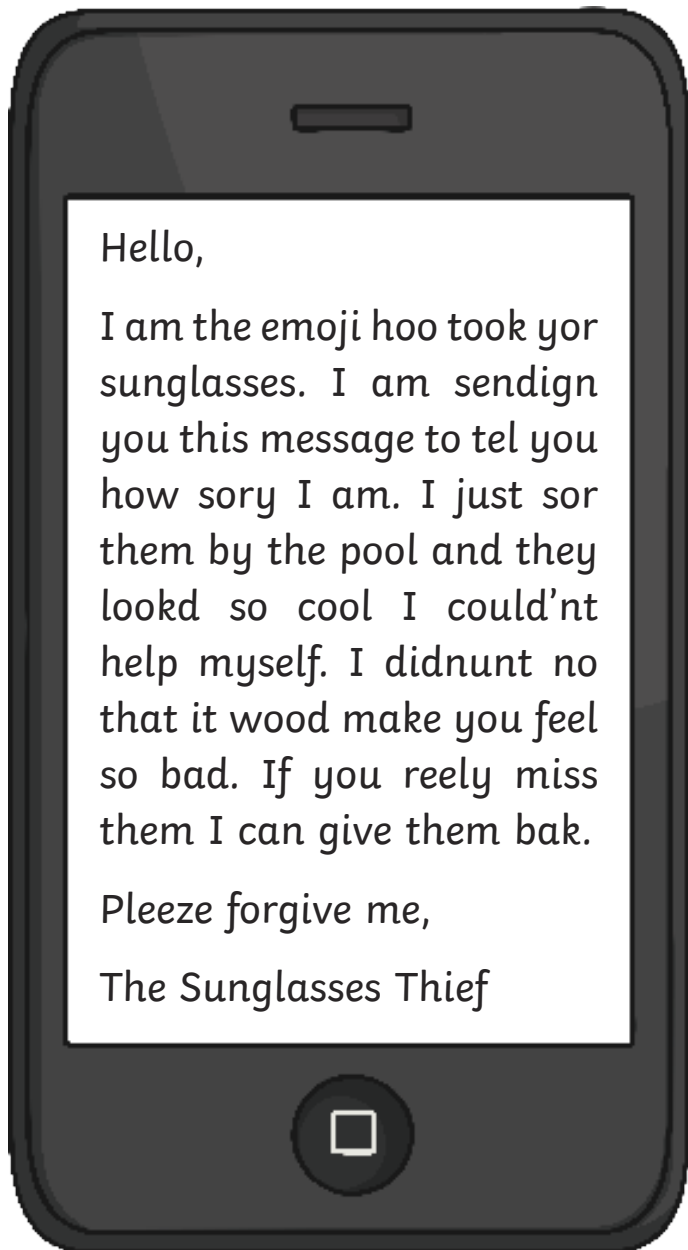 Hello,
I am the emoji hoo took yor
sunglasses. I am sendign
you this message to tel you
how sory I am. I just sor
them by the pool and they
lookd so cool I could’nt
help myself. I didnunt no
that it wood make you feel
so bad. If you reely miss
them I can give them bak.
Pleeze forgive me,
The Sunglasses Thief